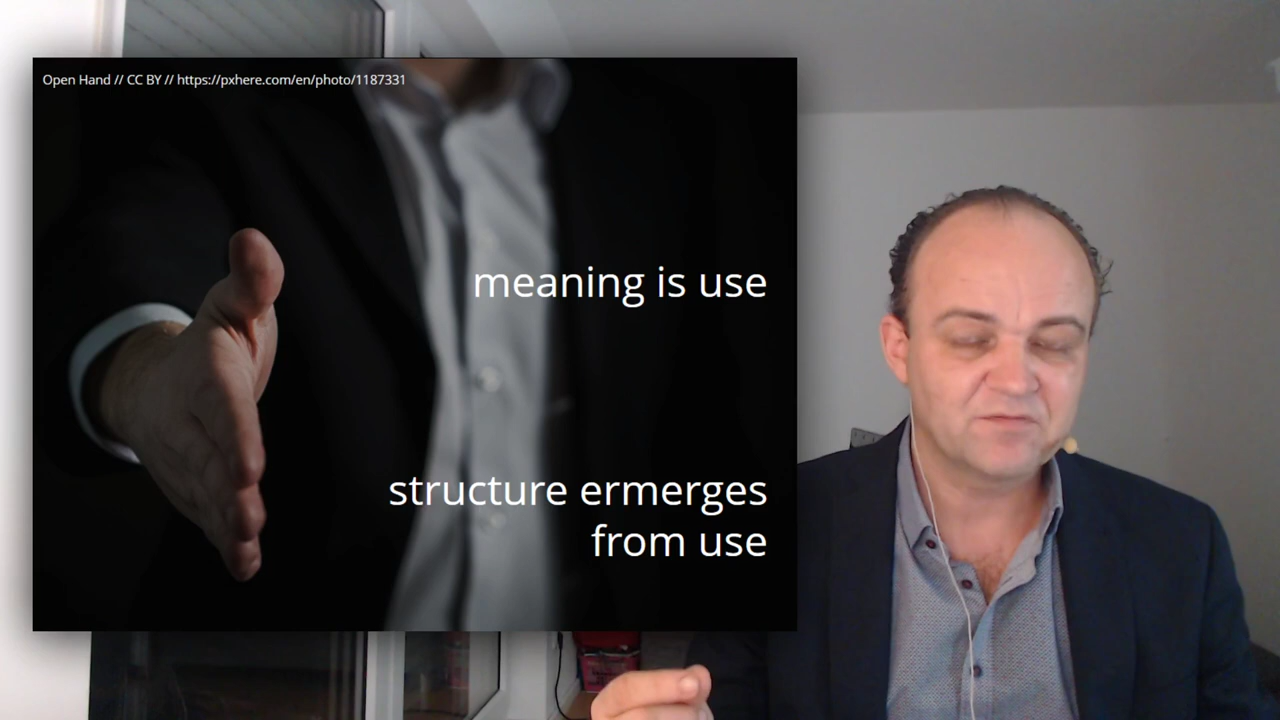 Open Hand // CC BY // https://pxhere.com/en/photo/1187331
meaning is use
structure ermerges
from use